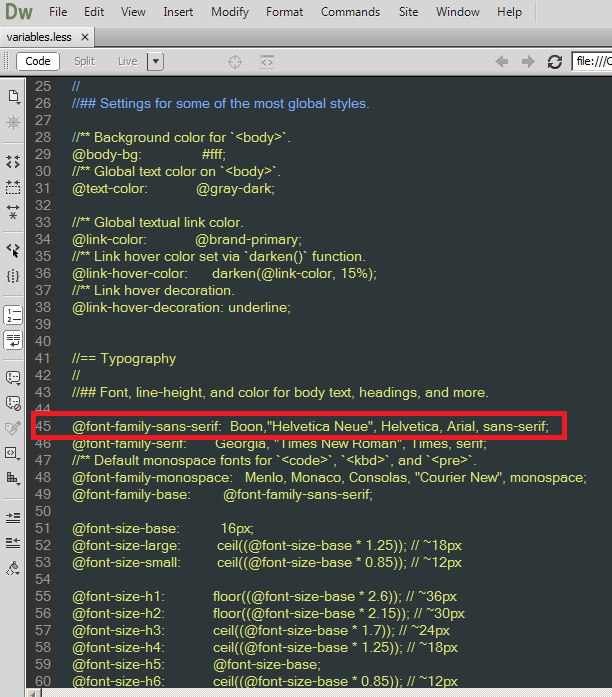 Dw File Edit View Insert Modify Format Commands Site Window Help
variables.less ×
Code Split Live file:///C
25 //
26 //## Settings for some of the most global styles.
27
28 //** Background color for `<body>`.
29 @body-bg: #fff;
30 //** Global text color on `<body>`.
31 @text-color: @gray-dark;
32
33 //** Global textual link color.
34 @link-color: @brand-primary;
35 //** Link hover color set via `darken()` function.
36 @link-hover-color: darken(@link-color, 15%);
37 //** Link hover decoration.
38 @link-hover-decoration: underline;
39
40
41 //== Typography
42 //
43 //## Font, line-height, and color for body text, headings, and more.
44
45 @font-family-sans-serif: Boon,"Helvetica Neue", Helvetica, Arial, sans-serif;
46 @font-family-serif: Georgia, "Times New Roman", Times, serif;
47 //** Default monospace fonts for `<code>`, `<kbd>`, and `<pre>`.
48 @font-family-monospace: Menlo, Monaco, Consolas, "Courier New", monospace;
49 @font-family-base: @font-family-sans-serif;
50
51 @font-size-base: 16px;
52 @font-size-large: ceil((@font-size-base * 1.25)); // ~18px
53 @font-size-small: ceil((@font-size-base * 0.85)); // ~12px
54
55 @font-size-h1: floor((@font-size-base * 2.6)); // ~36px
56 @font-size-h2: floor((@font-size-base * 2.15)); // ~30px
57 @font-size-h3: ceil((@font-size-base * 1.7)); // ~24px
58 @font-size-h4: ceil((@font-size-base * 1.25)); // ~18px
59 @font-size-h5: @font-size-base;
60 @font-size-h6: ceil((@font-size-base * 0.85)); // ~12px